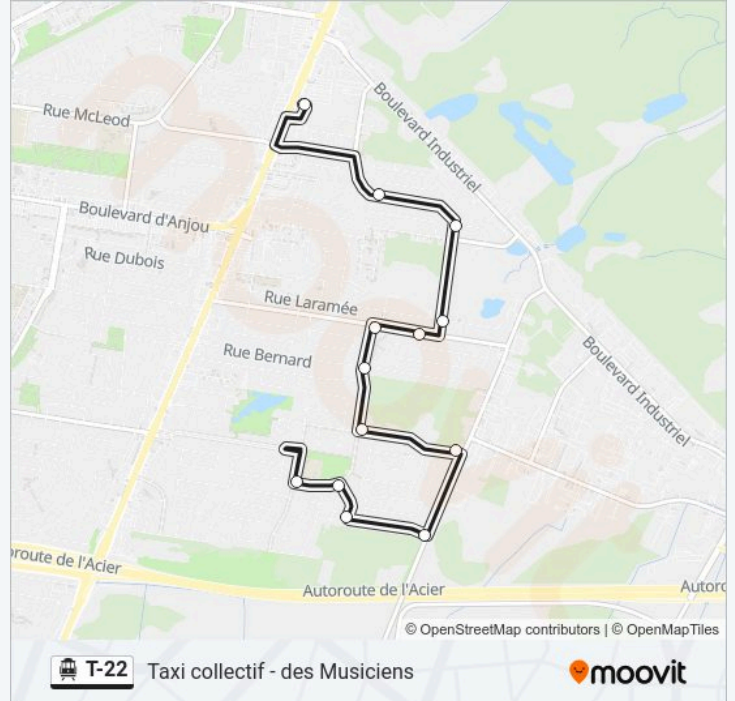 Rue McLeod
Boulevard Industriel
Boulevard d'Anjou
Rue Dubois
Rue Laramée
Rue Bernard
Boulevard Industriel
oroute de l'Acier
Autoroute de l'Acier
Autoro
© OpenStreetMap contributors | © OpenMapTiles
T-22 Taxi collectif - des Musiciens
moovit